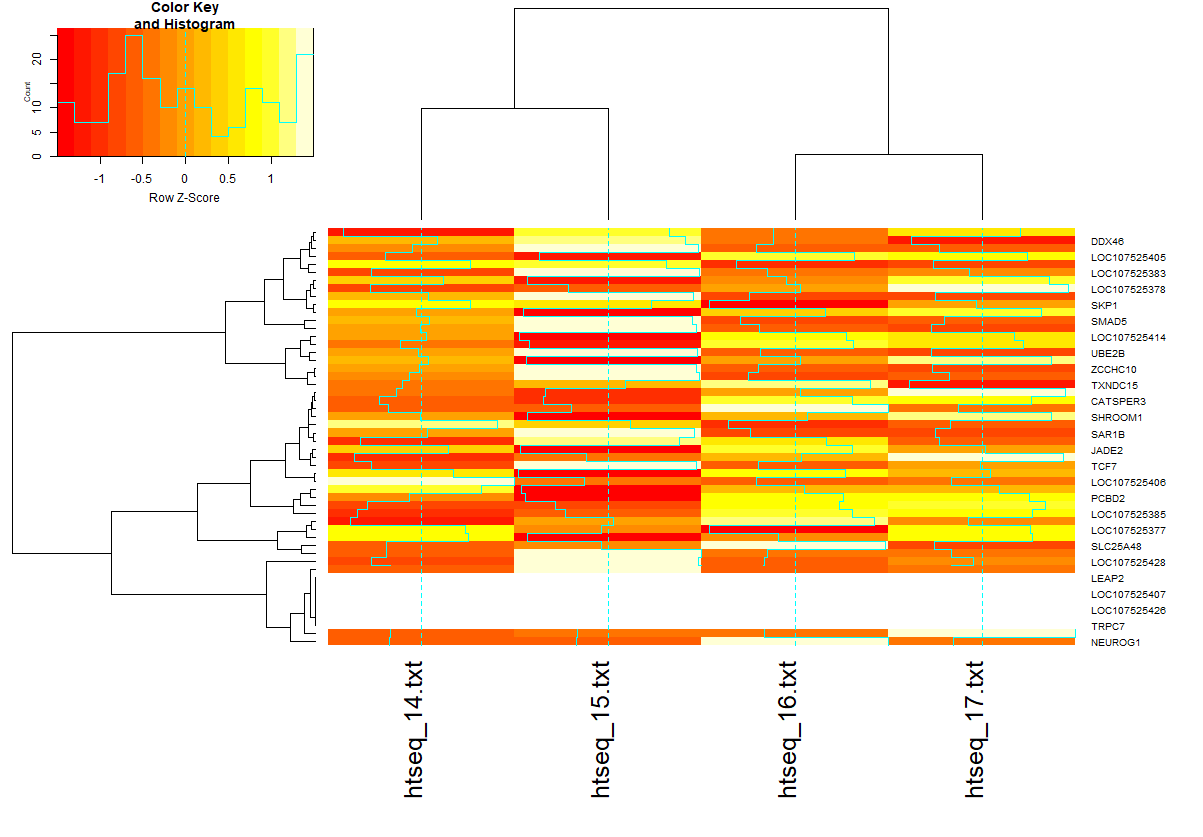 Color Key
and Histogram
Count
0 5 10 20
-1 -0.5 0 0.5 1
Row Z-Score
DDX46
LOC107525405
LOC107525383
LOC107525378
SKP1
SMAD5
LOC107525414
UBE2B
ZCCHC10
TXNDC15
CATSPER3
SHROOM1
SAR1B
JADE2
TCF7
LOC107525406
PCBD2
LOC107525385
LOC107525377
SLC25A48
LOC107525428
LEAP2
LOC107525407
LOC107525426
TRPC7
NEUROG1
htseq_14.txt
htseq_15.txt
htseq_16.txt
htseq_17.txt